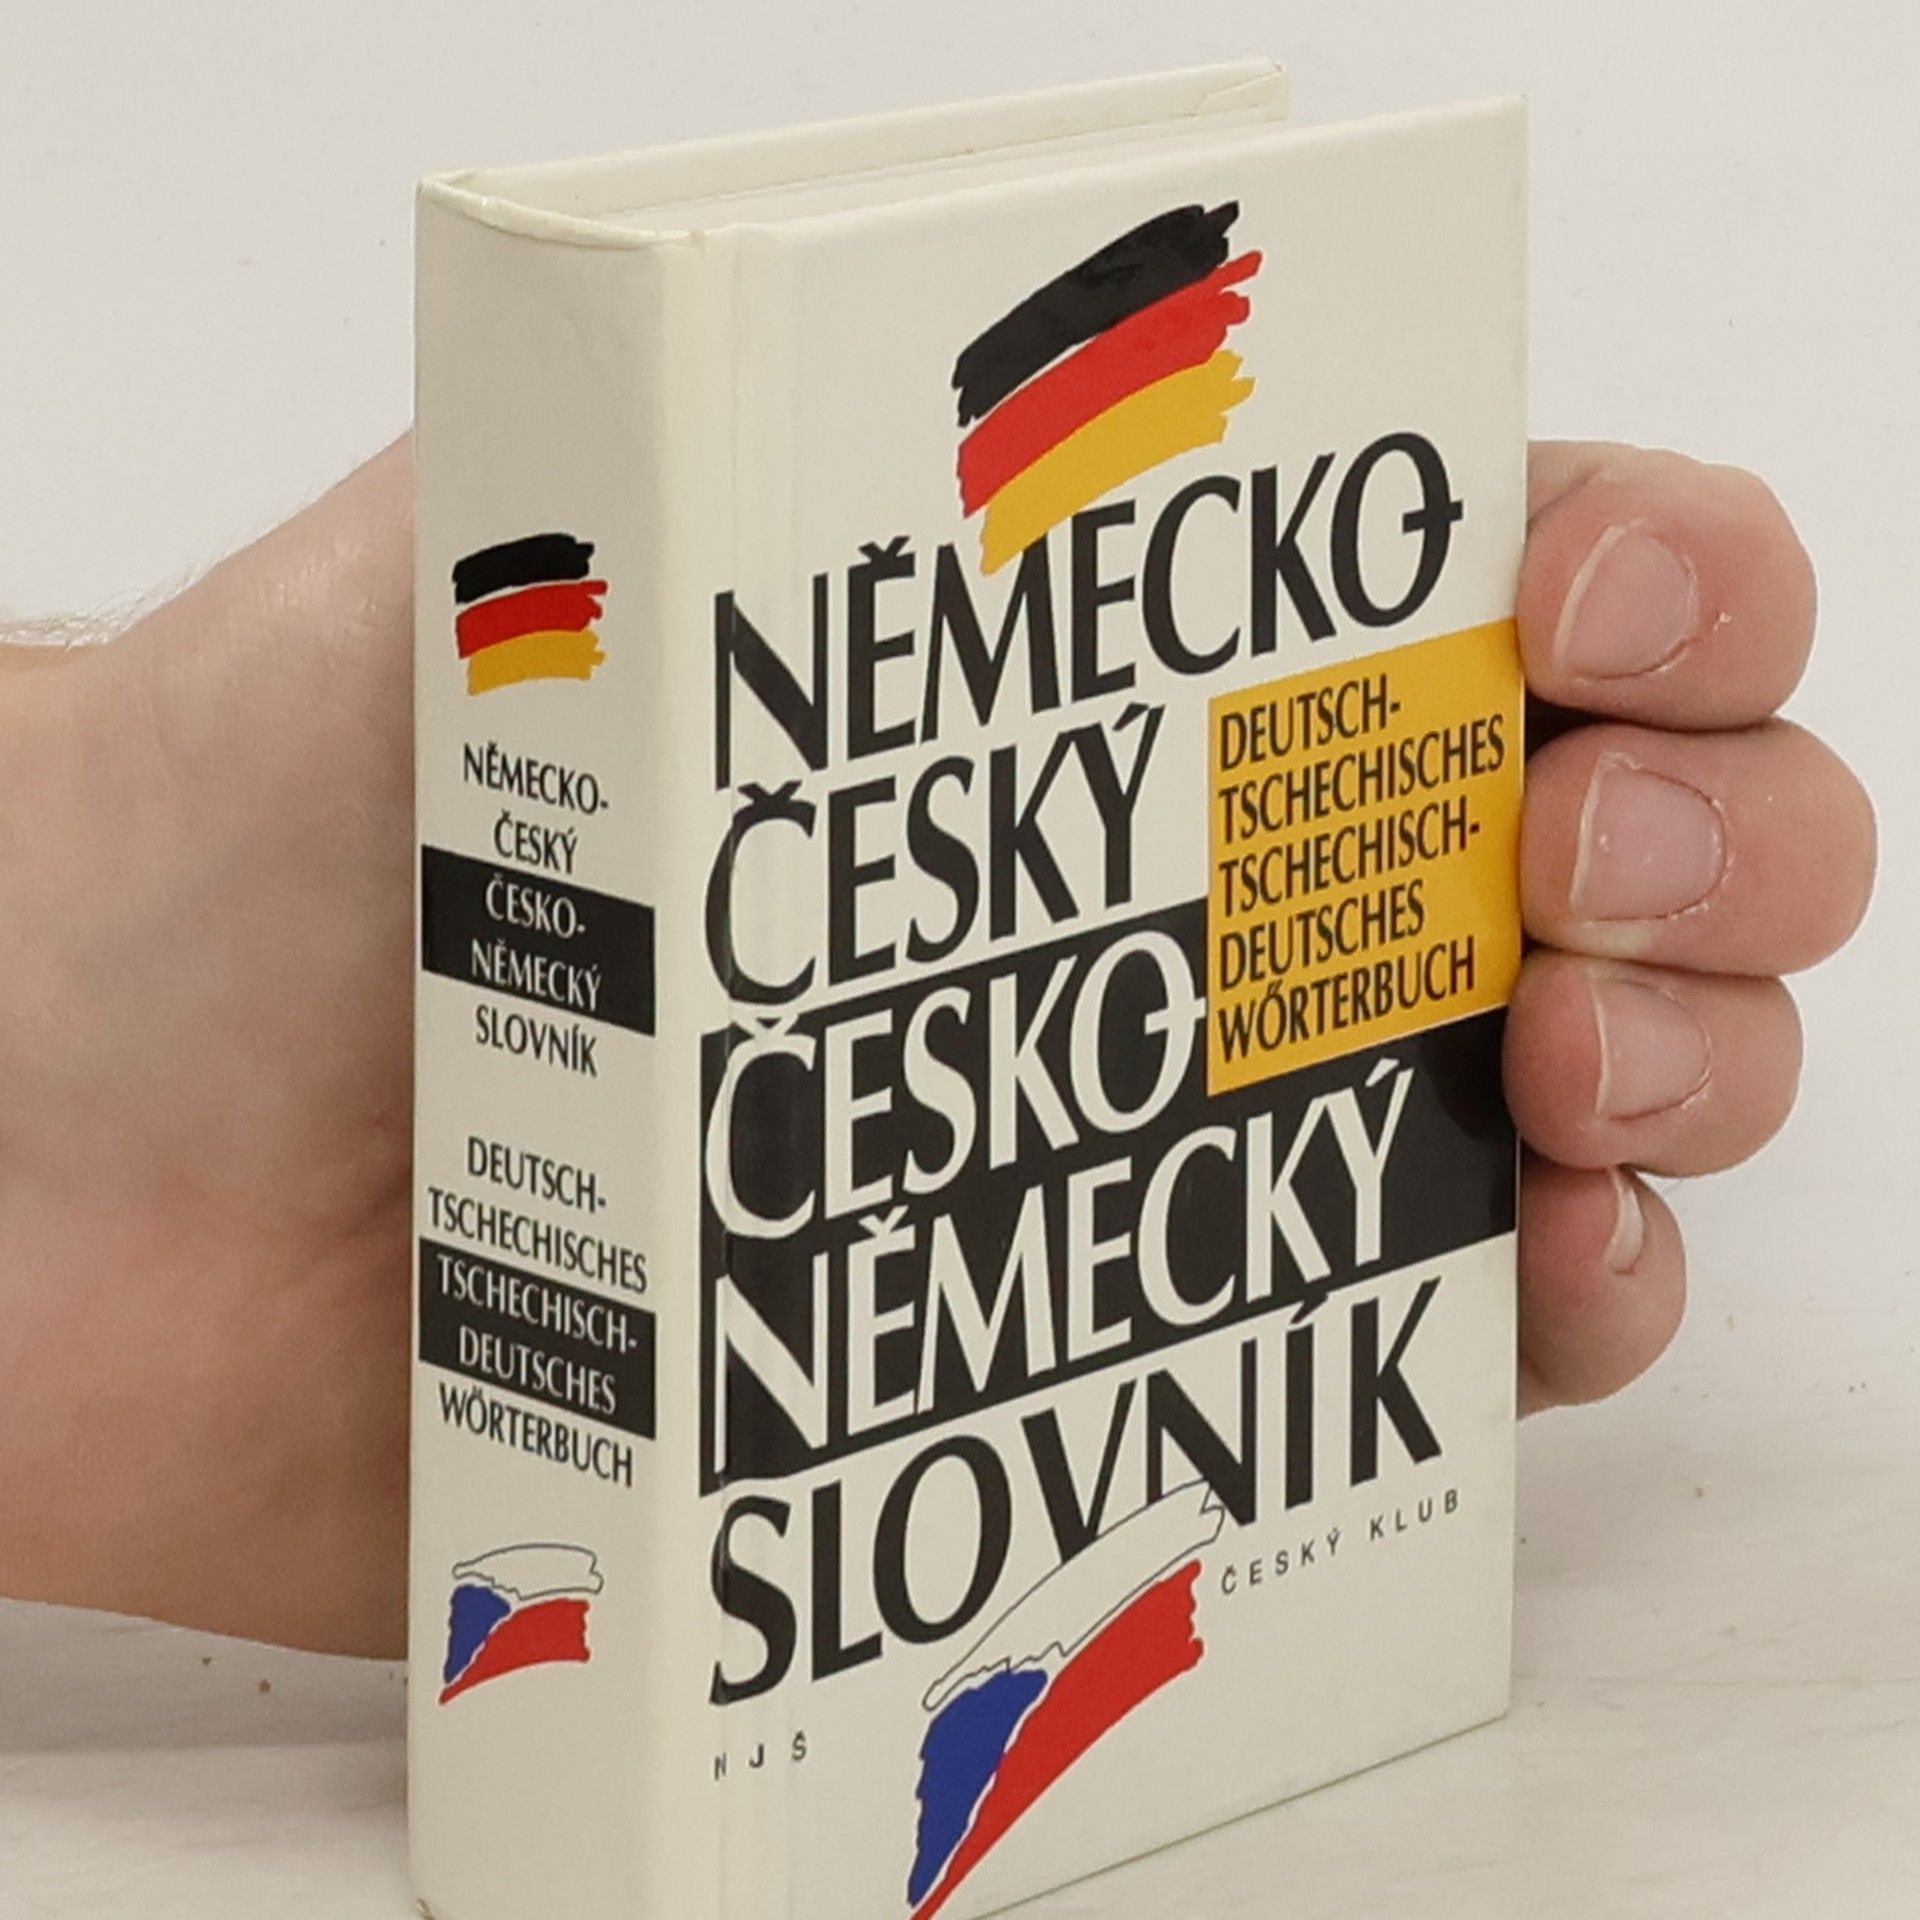 NĚMECKO-
ČESKÝ
ČESKO-
NĚMECKÝ
SLOVNÍK
DEUTSCH-
TSCHECHISCHES
TSCHECHISCH-
DEUTSCHES
WÖRTERBUCH
NĚMECKO-
ČESKÝ
ČESKO-
NĚMECKÝ
SLOVNÍK
DEUTSCH-
TSCHECHISCHES
TSCHECHISCH-
DEUTSCHES
WÖRTERBUCH
ČESKÝ KLUB
NJŠ